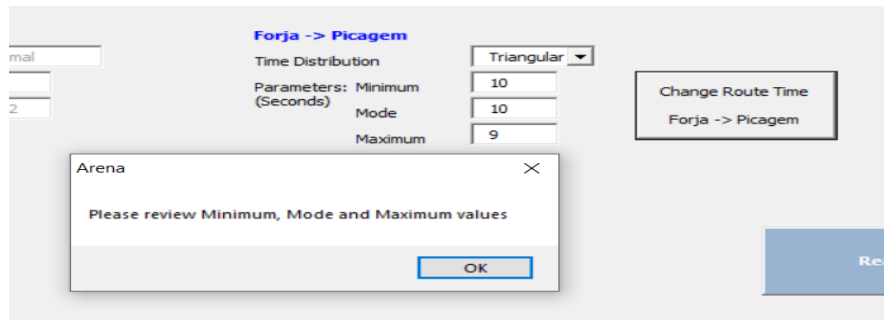 Forja -> Picagem
mal
Time Distribution
Triangular
Parameters: Minimum
10
(Seconds)
2
Mode
10
Maximum
9
Change Route Time
Forja -> Picagem
Arena
Please review Minimum, Mode and Maximum values
OK
Rea